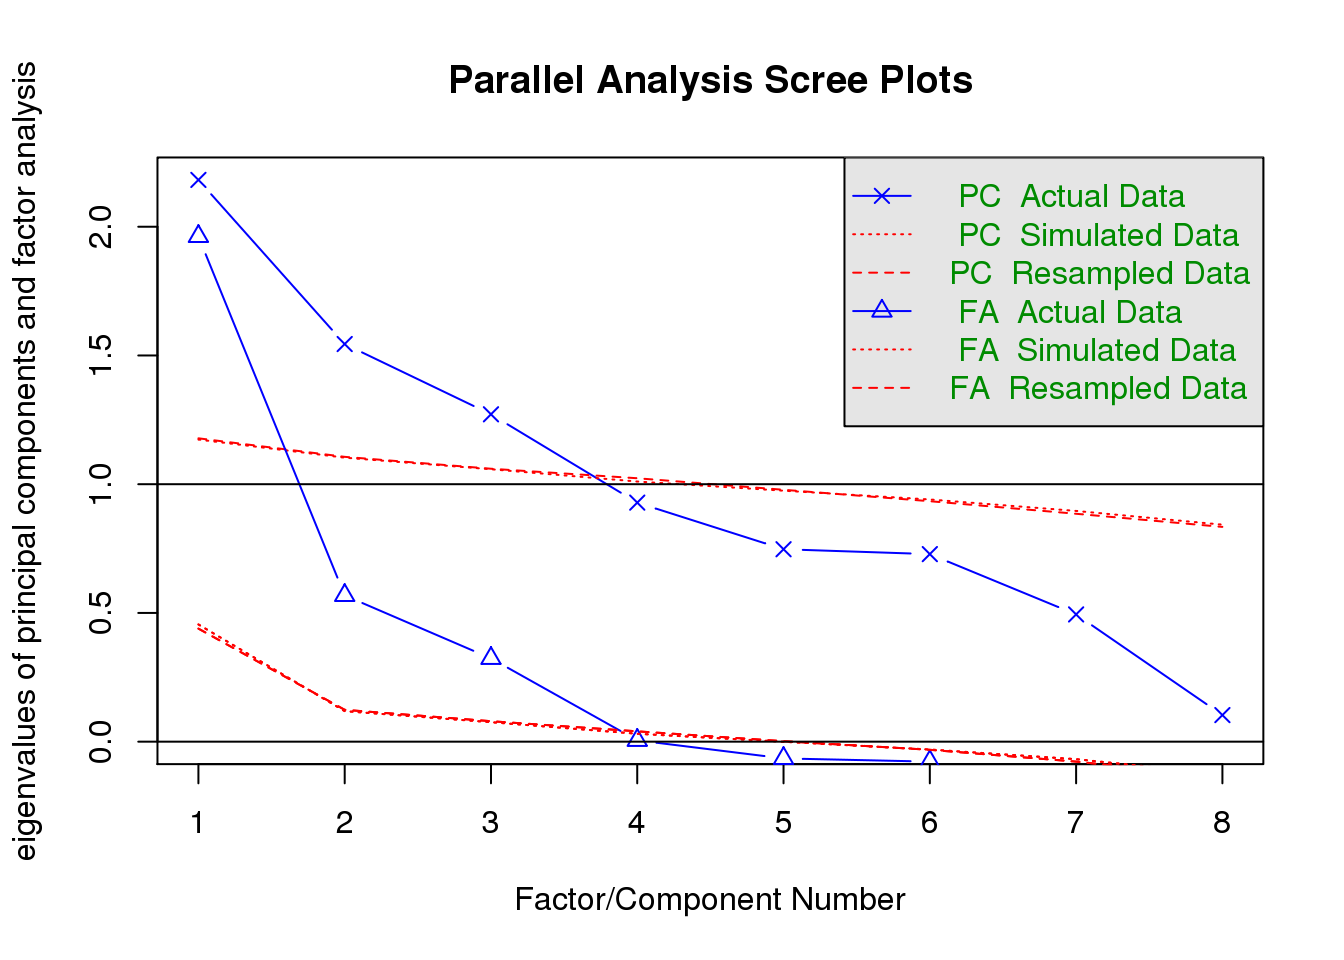 Parallel Analysis Scree Plots
eigenvalues of principal components and factor analysis
2.0
1.5
1.0
0.5
0.0
PC Actual Data
PC Simulated Data
PC Resampled Data
FA Actual Data
FA Simulated Data
FA Resampled Data
1 2 3 4 5 6 7 8
Factor/Component Number